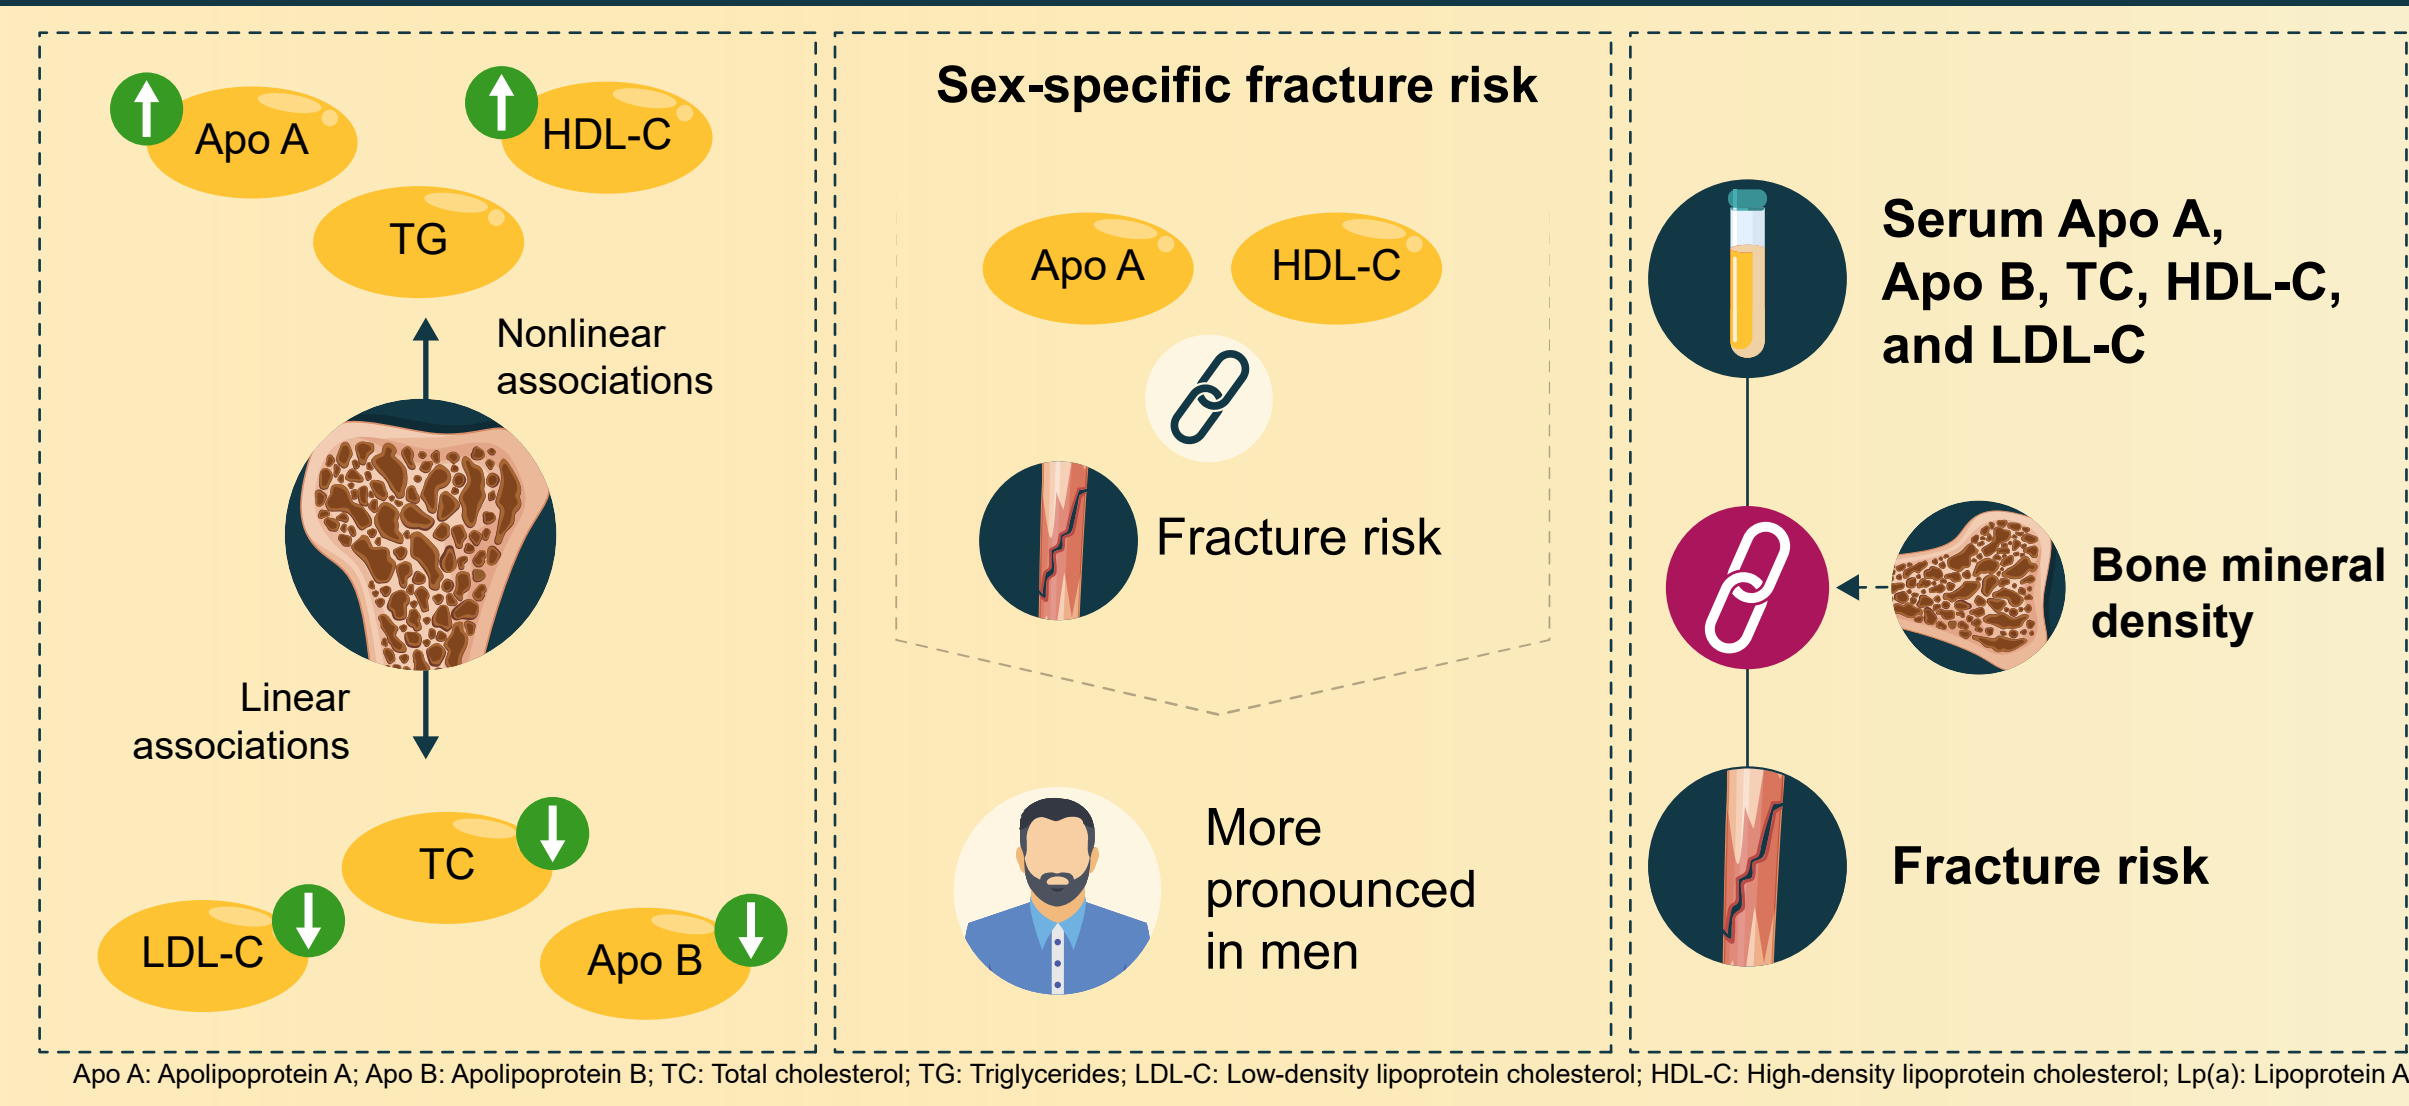 Apo A
HDL-C
TG
Nonlinear
associations
Linear
associations
TC
LDL-C
Apo B
Sex-specific fracture risk
Apo A
HDL-C
Fracture risk
More
pronounced
in men
Serum Apo A,
Apo B, TC, HDL-C,
and LDL-C
Bone mineral
density
Fracture risk
Apo A: Apolipoprotein A; Apo B: Apolipoprotein B; TC: Total cholesterol; TG: Triglycerides; LDL-C: Low-density lipoprotein cholesterol; HDL-C: High-density lipoprotein cholesterol; Lp(a): Lipoprotein A